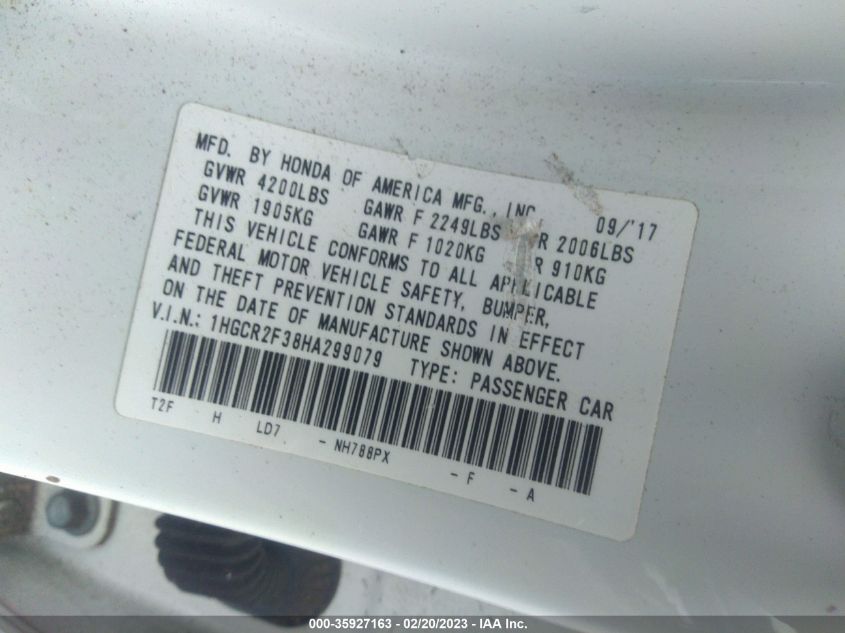 MFD. BY HONDA OF AMERICA MFG., INC. 09/'17
GVWR 4200LBS GAWR F 2249LBS R 2006LBS
GVWR 1905KG GAWR F 1020KG R 910KG
THIS VEHICLE CONFORMS TO ALL APPLICABLE
FEDERAL MOTOR VEHICLE SAFETY, BUMPER,
AND THEFT PREVENTION STANDARDS IN EFFECT
ON THE DATE OF MANUFACTURE SHOWN ABOVE.
V.I.N.: 1HGCR2F38HA299079 TYPE: PASSENGER CAR
T2F H LD7 - NH788PX - F - A
000-35927163 - 02/20/2023 - IAA Inc.